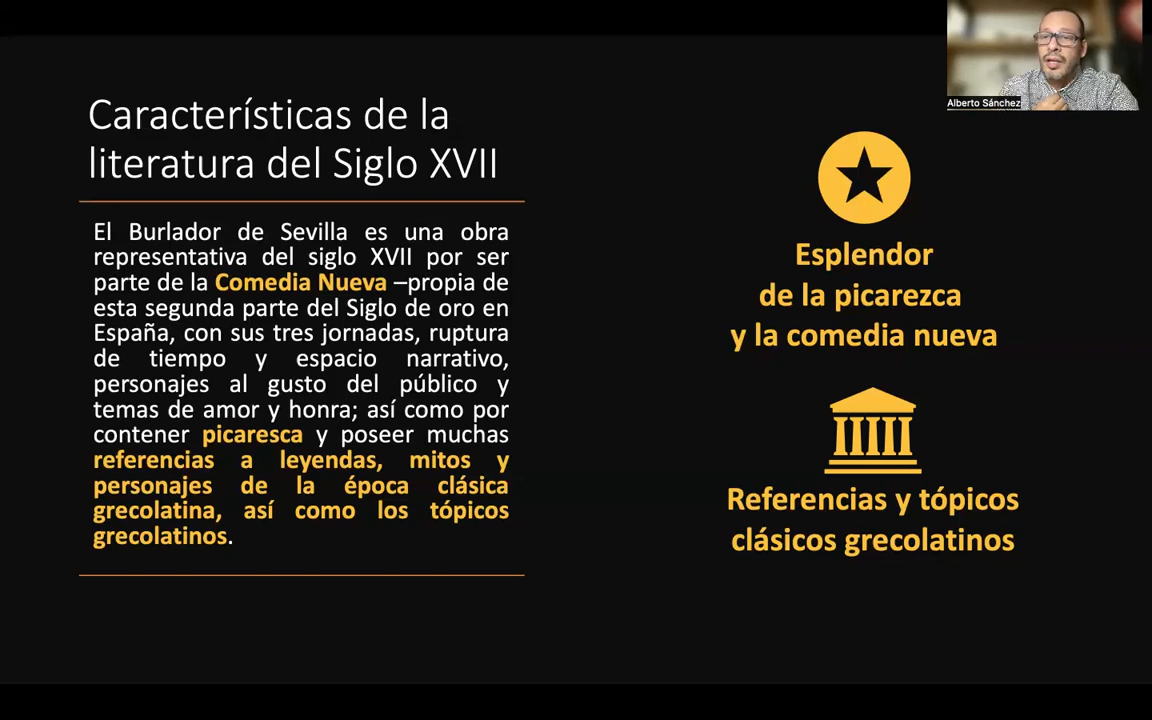 Alberto Sánchez
Características de la
literatura del Siglo XVII
El Burlador de Sevilla es una obra
representativa del siglo XVII por ser
parte de la Comedia Nueva –propia de
esta segunda parte del Siglo de oro en
España, con sus tres jornadas, ruptura
de tiempo y espacio narrativo,
personajes al gusto del público y
temas de amor y honra; así como por
contener picaresca y poseer muchas
referencias a leyendas, mitos y
personajes de la época clásica
grecolatina, así como los tópicos
grecolatinos.
Esplendor
de la picarezca
y la comedia nueva
Referencias y tópicos
clásicos grecolatinos